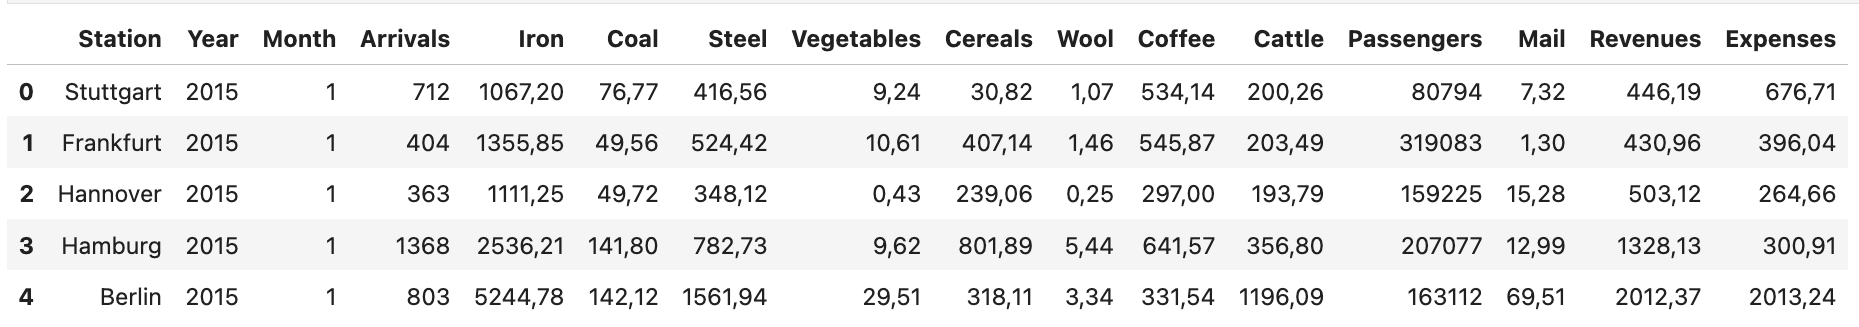 Station Year Month Arrivals Iron Coal Steel Vegetables Cereals Wool Coffee Cattle Passengers Mail Revenues Expenses
0 Stuttgart 2015 1 712 1067,20 76,77 416,56 9,24 30,82 1,07 534,14 200,26 80794 7,32 446,19 676,71
1 Frankfurt 2015 1 404 1355,85 49,56 524,42 10,61 407,14 1,46 545,87 203,49 319083 1,30 430,96 396,04
2 Hannover 2015 1 363 1111,25 49,72 348,12 0,43 239,06 0,25 297,00 193,79 159225 15,28 503,12 264,66
3 Hamburg 2015 1 1368 2536,21 141,80 782,73 9,62 801,89 5,44 641,57 356,80 207077 12,99 1328,13 300,91
4 Berlin 2015 1 803 5244,78 142,12 1561,94 29,51 318,11 3,34 331,54 1196,09 163112 69,51 2012,37 2013,24